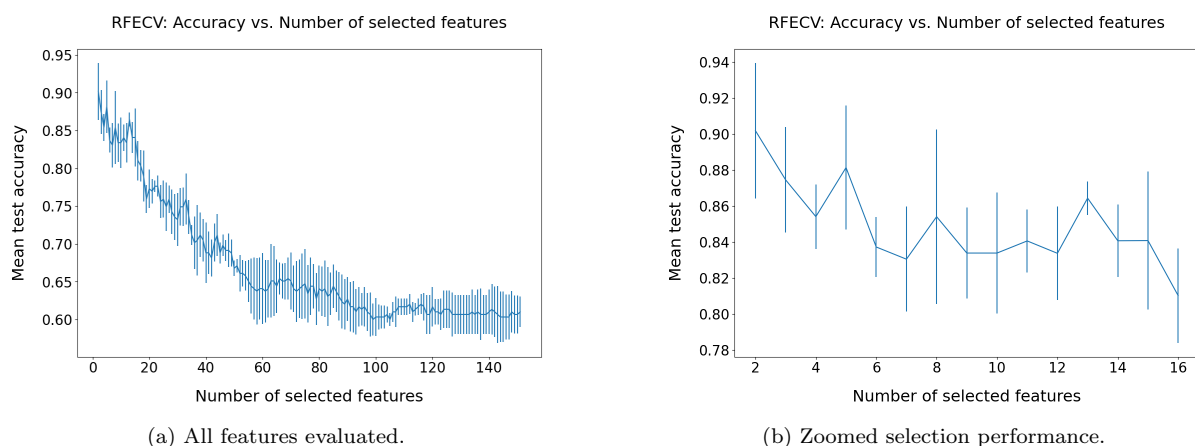 RFECV: Accuracy vs. Number of selected features
0.95
0.90
0.85
0.80
0.75
0.70
0.65
0.60
Mean test accuracy
0 20 40 60 80 100 120 140
Number of selected features
(a) All features evaluated.
RFECV: Accuracy vs. Number of selected features
0.94
0.92
0.90
0.88
0.86
0.84
0.82
0.80
0.78
Mean test accuracy
2 4 6 8 10 12 14 16
Number of selected features
(b) Zoomed selection performance.